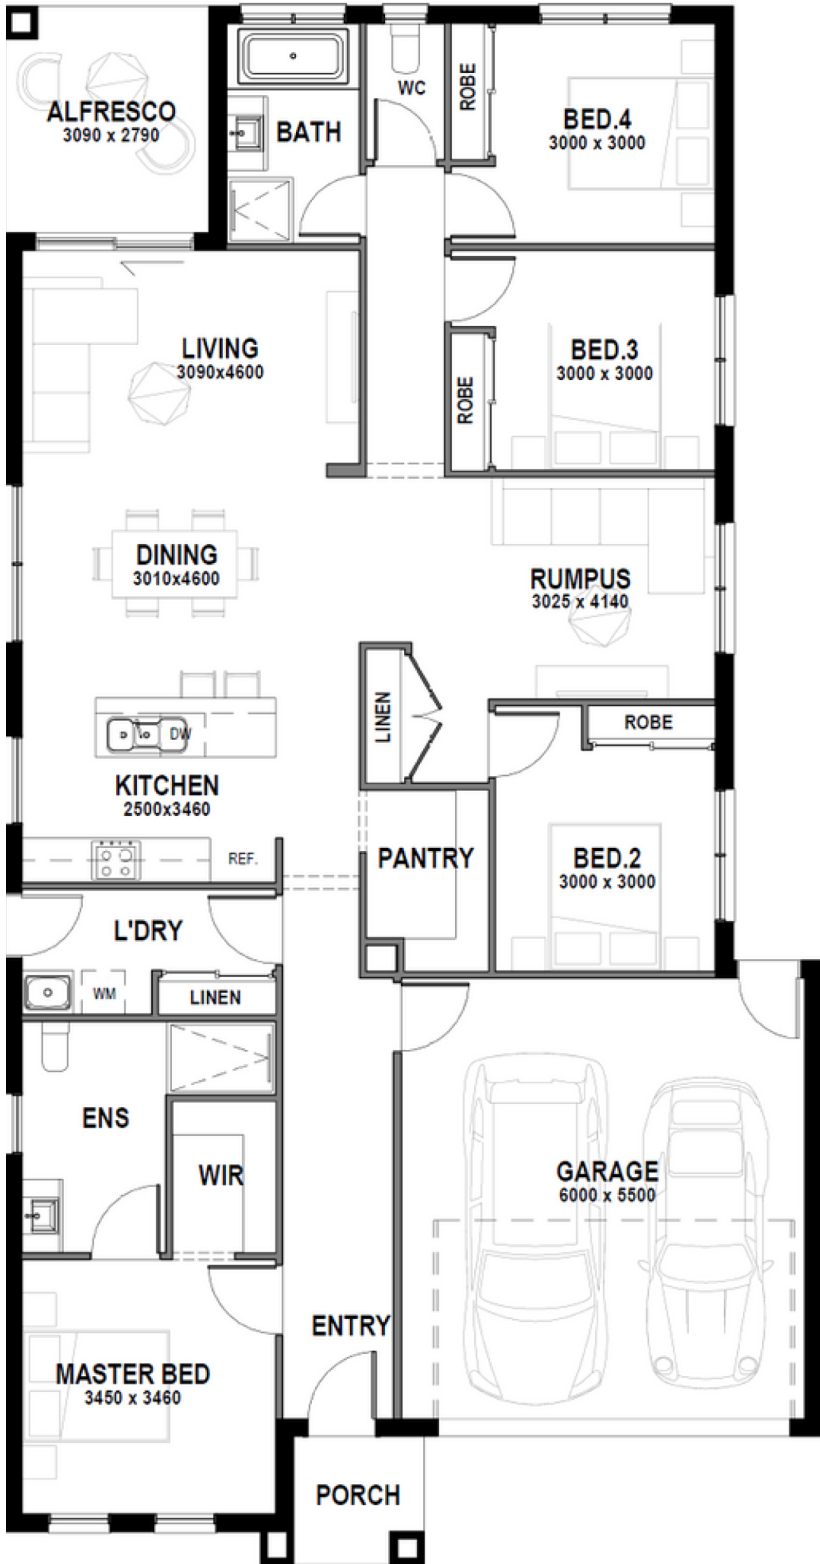 WC
ROBE
ALFRESCO
3090 x 2790
BATH
BED.4
3000 x 3000
LIVING
3090x4600
BED.3
3000 x 3000
ROBE
DINING
3010x4600
RUMPUS
3025 x 4140
LINEN
ROBE
DW
KITCHEN
2500x3460
REF.
PANTRY
BED.2
3000 x 3000
L'DRY
WM
LINEN
ENS
WIR
GARAGE
6000 x 5500
ENTRY
MASTER BED
3450 x 3460
PORCH